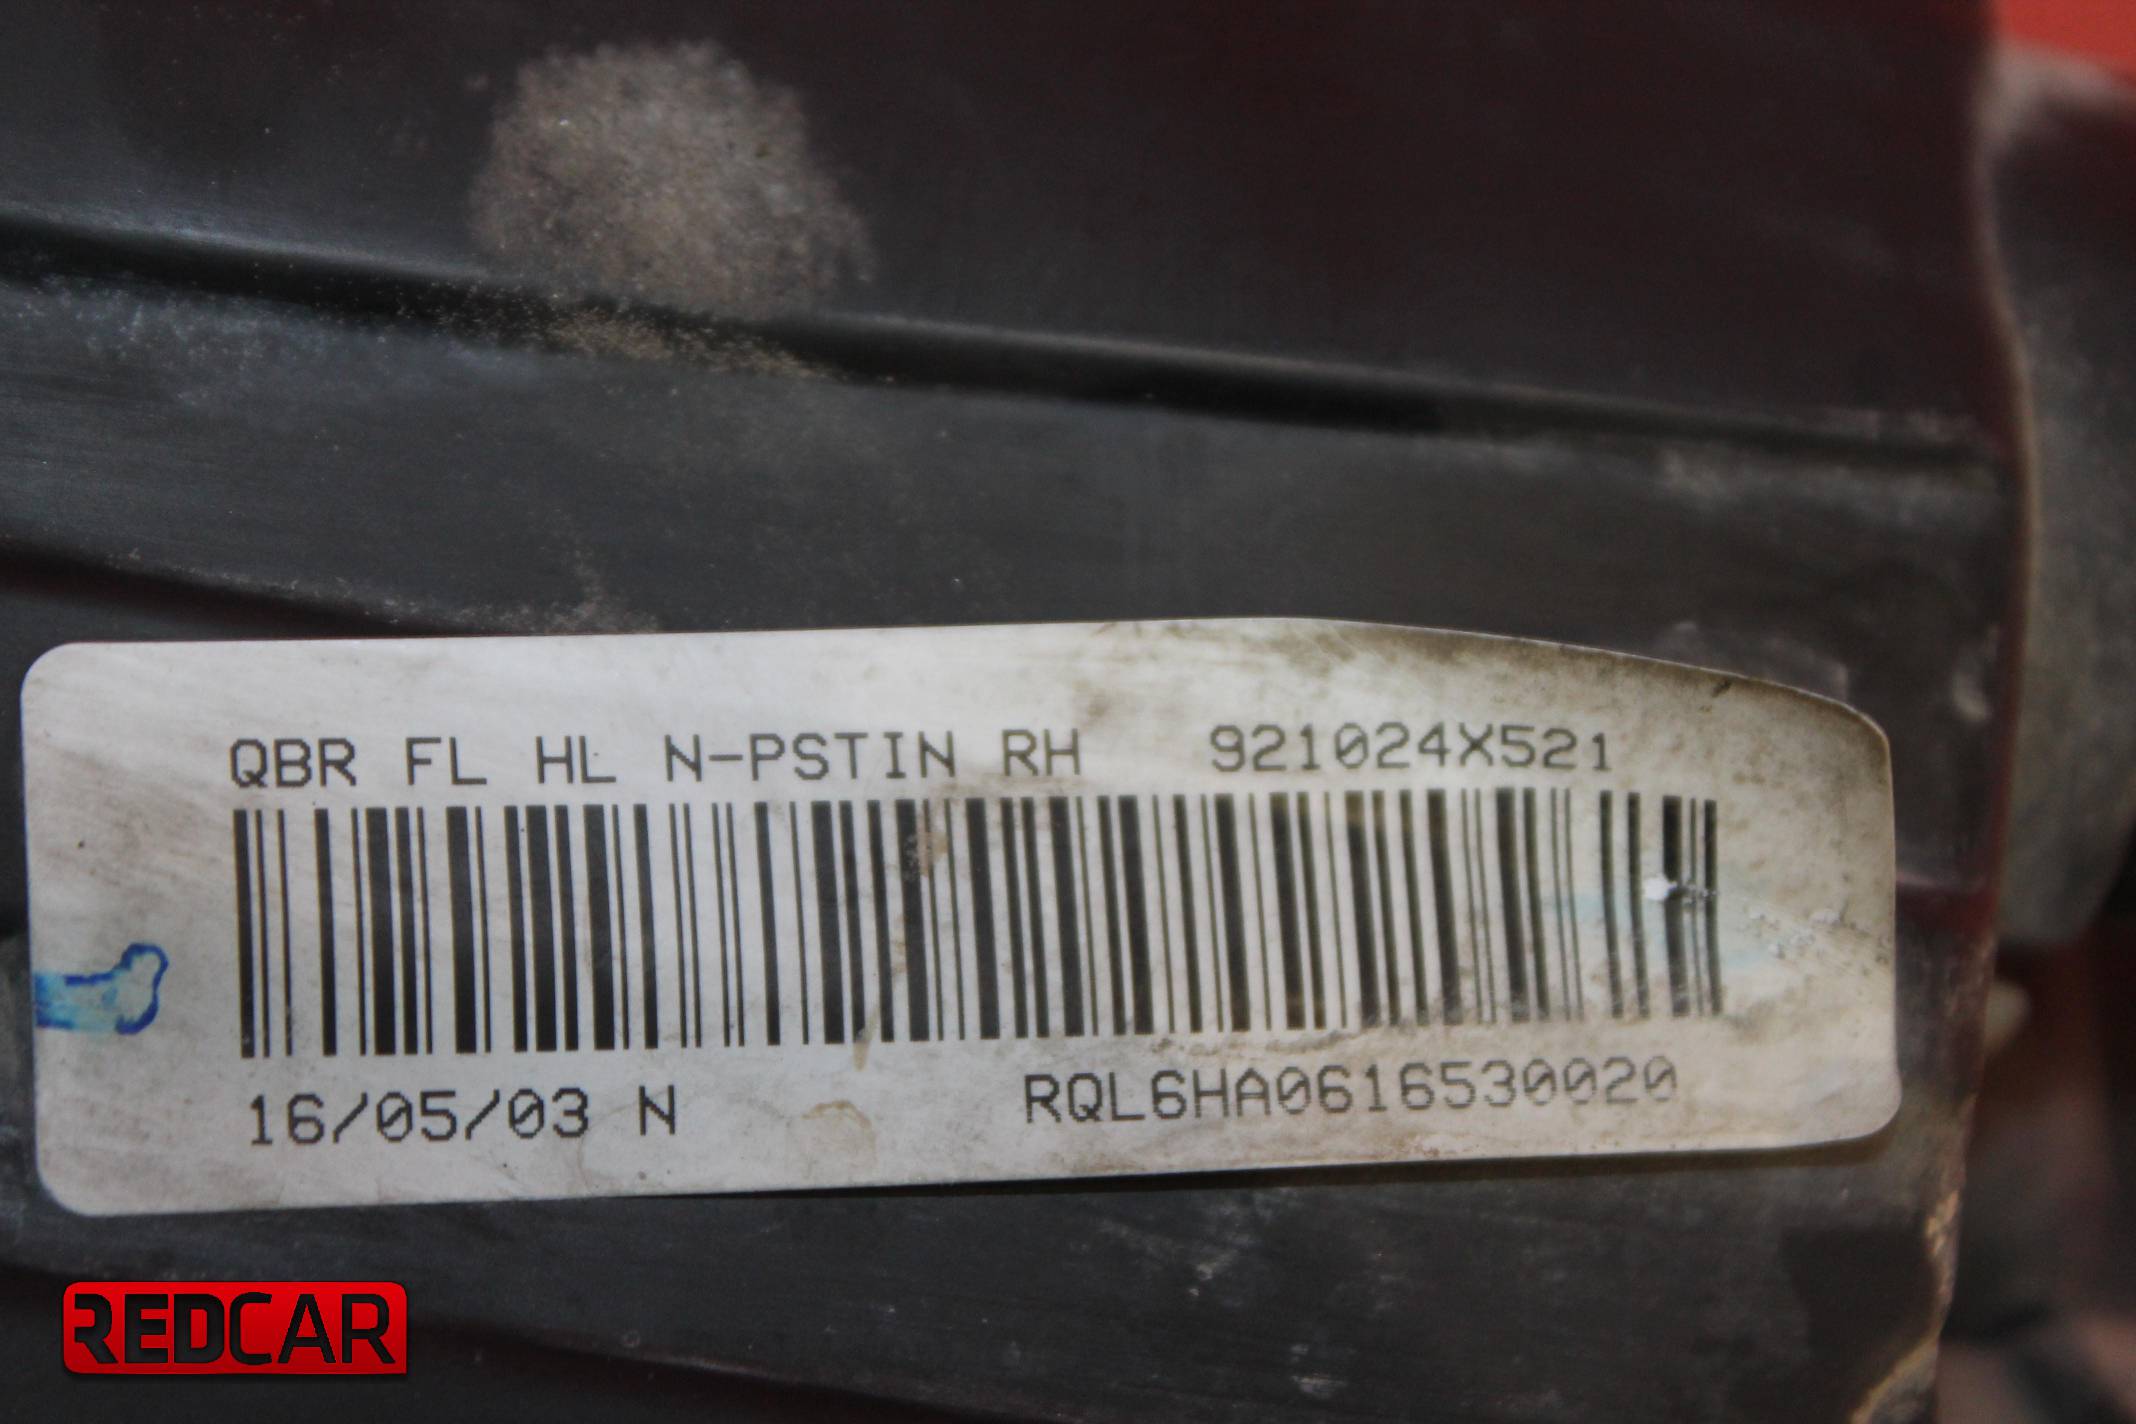 QBR FL HL N-PSTIN RH 921024X521
16/05/03 N RQL6HA0616530020
REDCAR